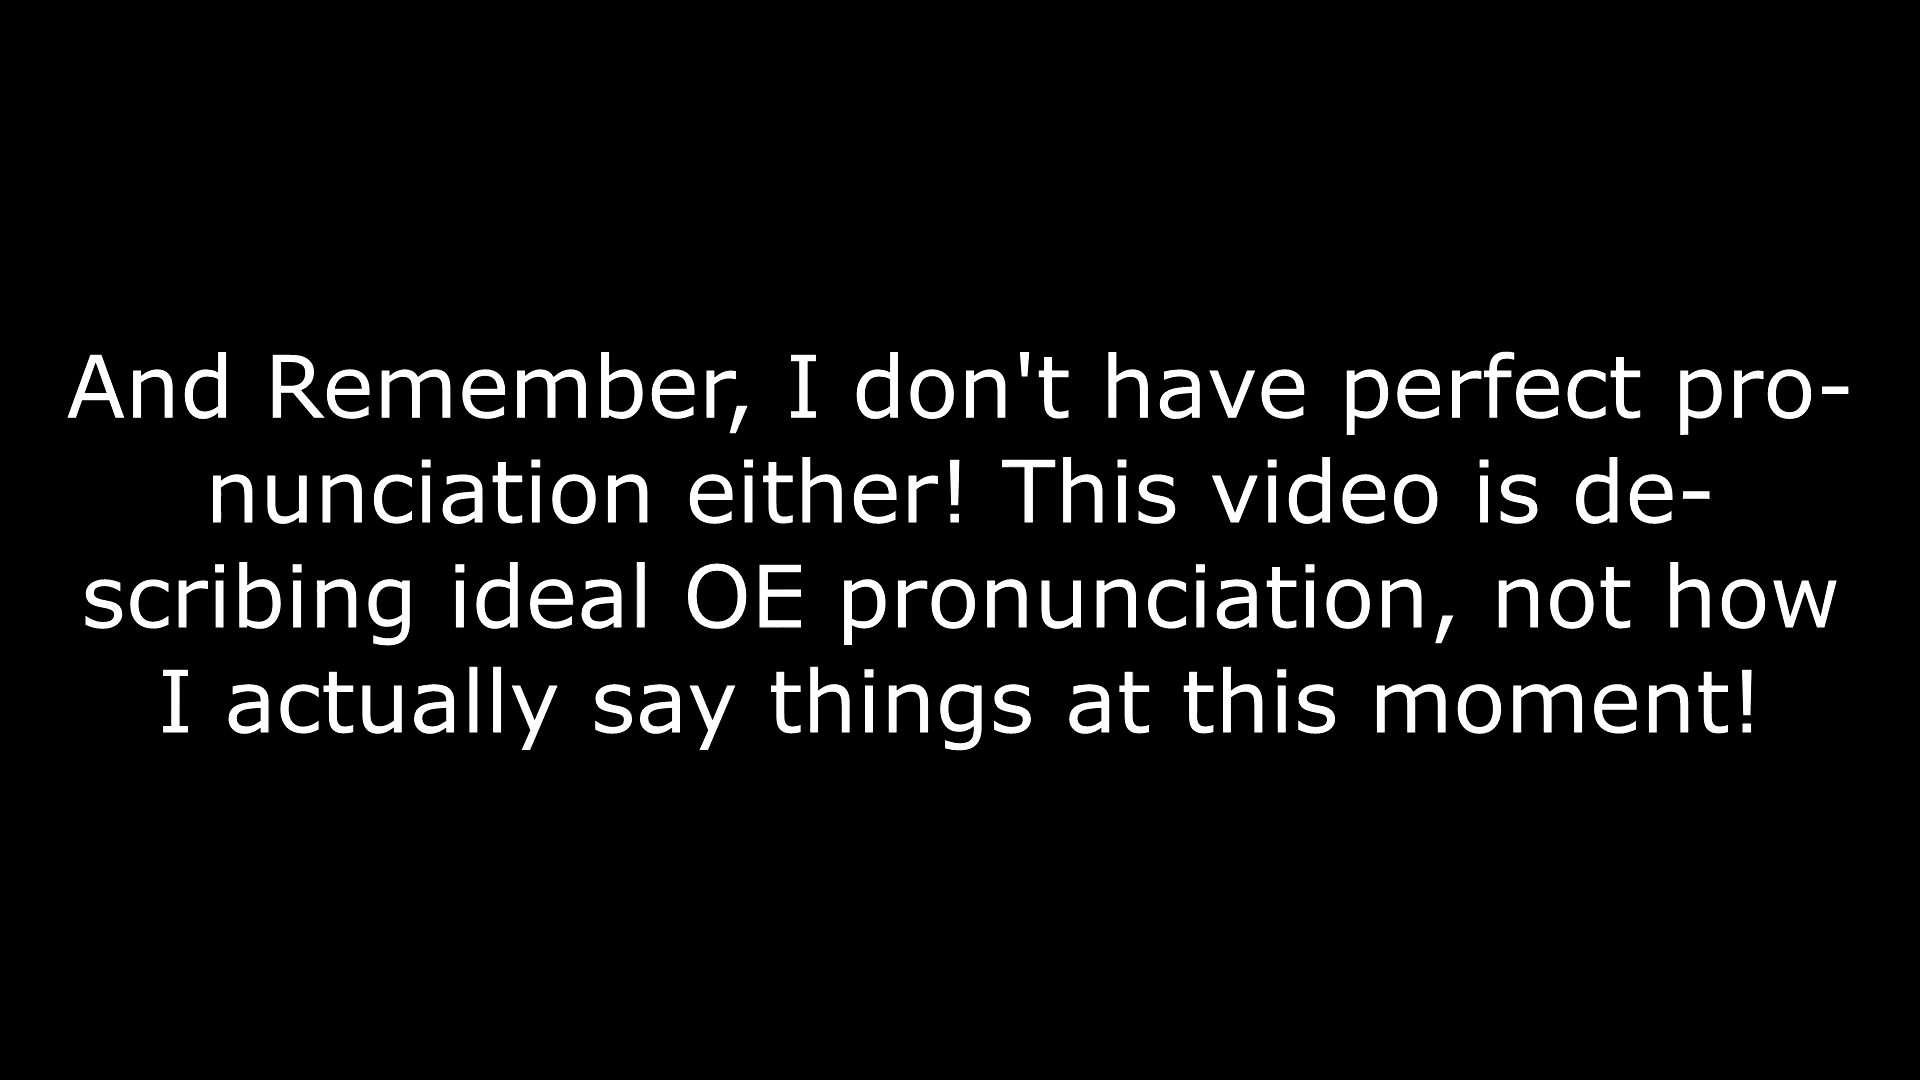 And Remember, I don't have perfect pro-
nunciation either! This video is de-
scribing ideal OE pronunciation, not how
I actually say things at this moment!